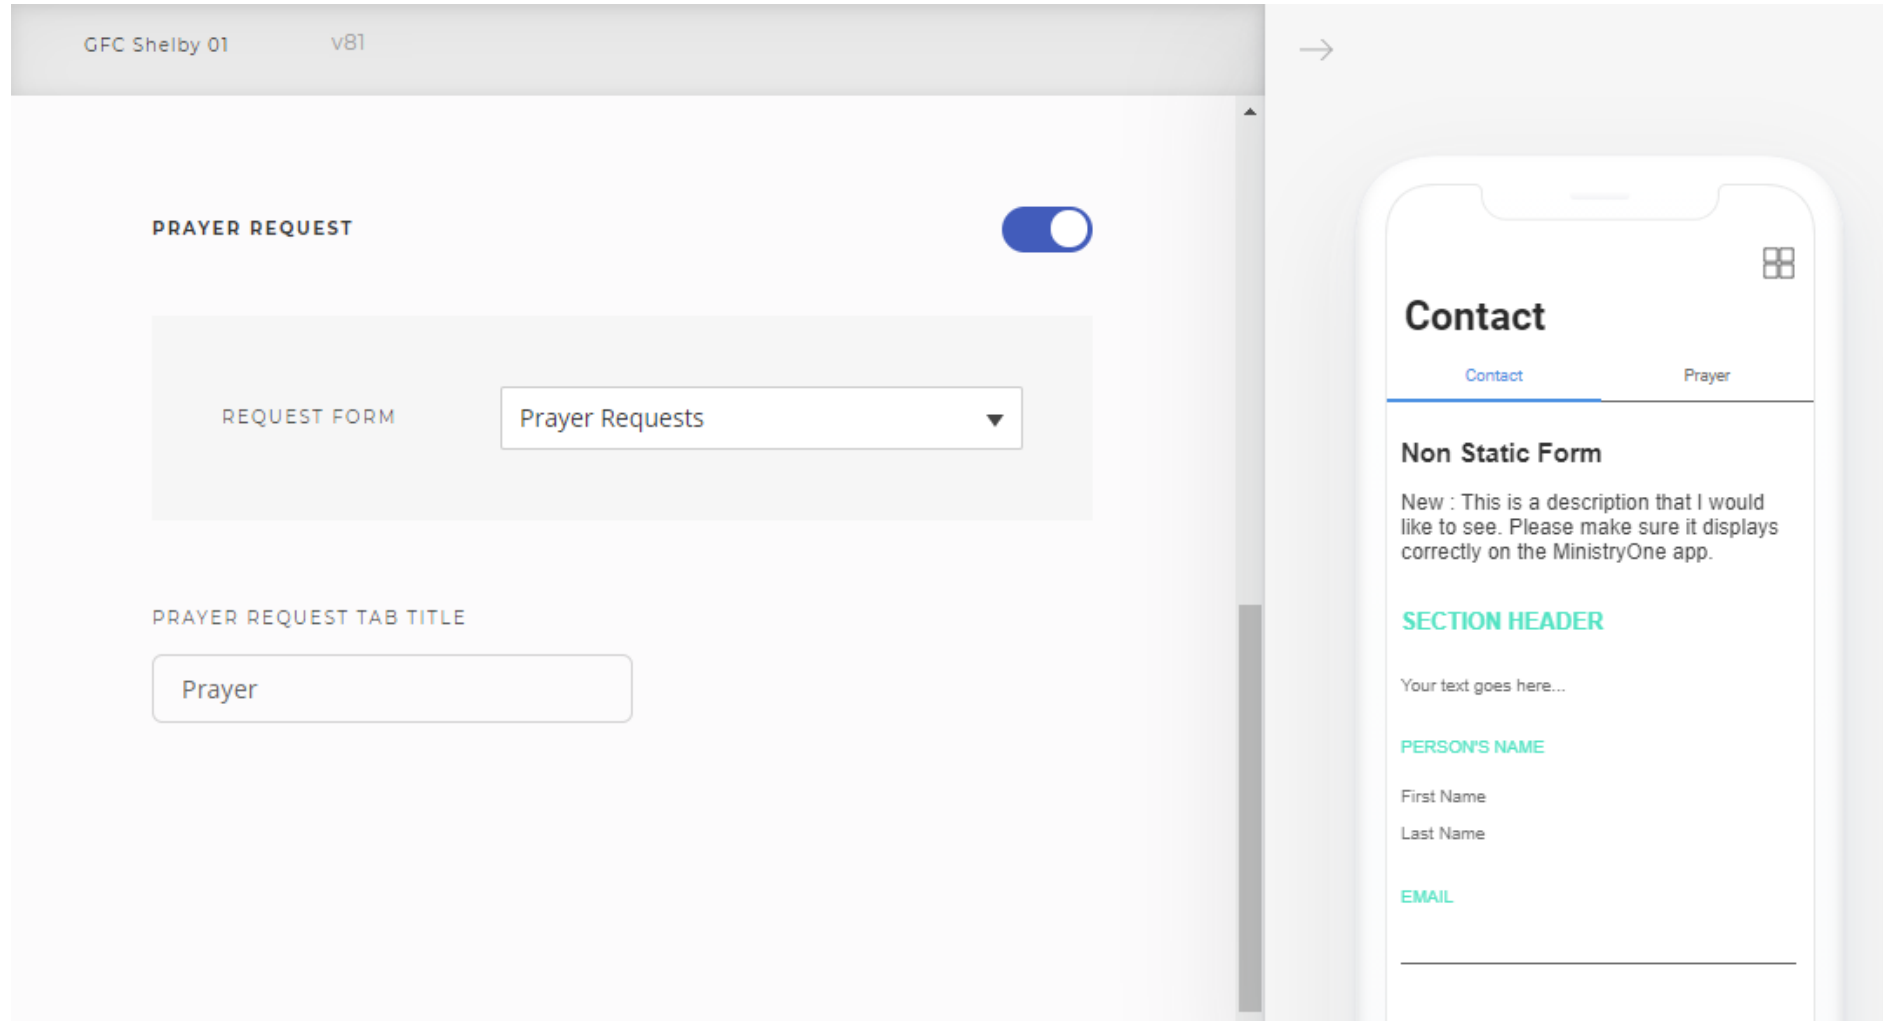 GFC Shelby 01
v81
PRAYER REQUEST
REQUEST FORM
Prayer Requests
PRAYER REQUEST TAB TITLE
Prayer
Contact
Contact
Prayer
Non Static Form
New : This is a description that I would
like to see. Please make sure it displays
correctly on the MinistryOne app.
SECTION HEADER
Your text goes here...
PERSON'S NAME
First Name
Last Name
EMAIL